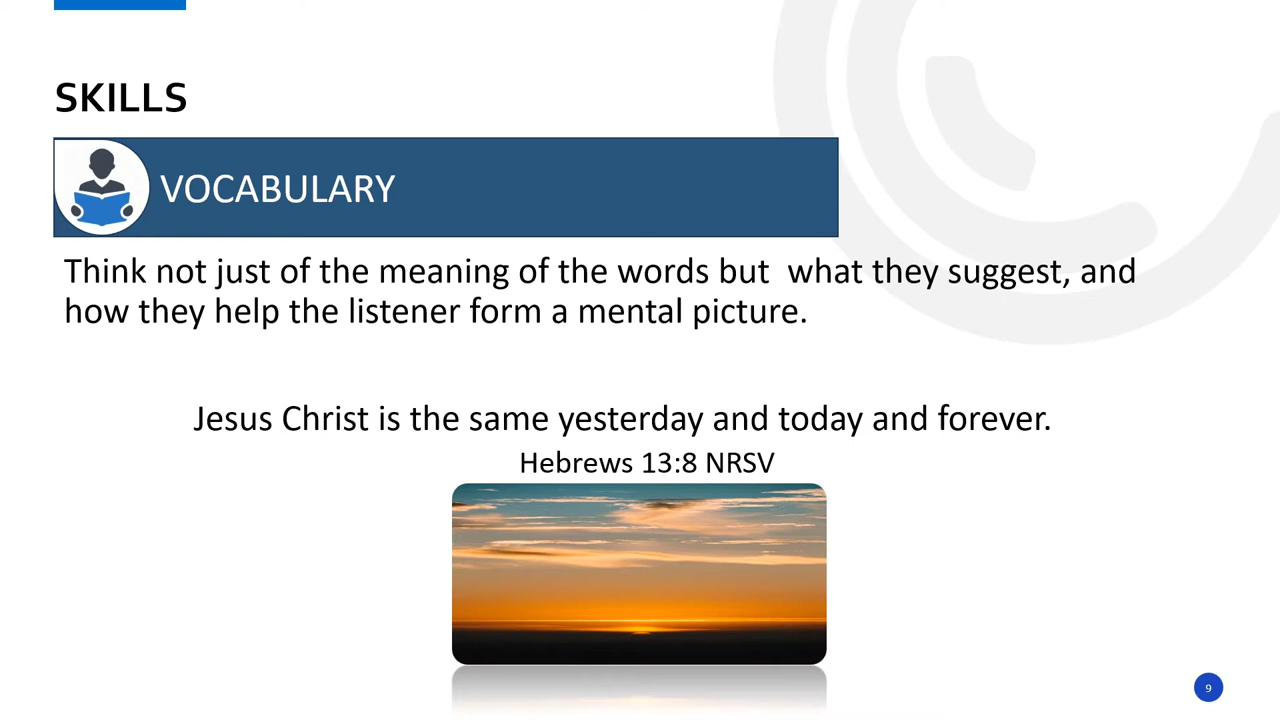 SKILLS
VOCABULARY
Think not just of the meaning of the words but  what they suggest, and
how they help the listener form a mental picture.
Jesus Christ is the same yesterday and today and forever.
Hebrews 13:8 NRSV
9